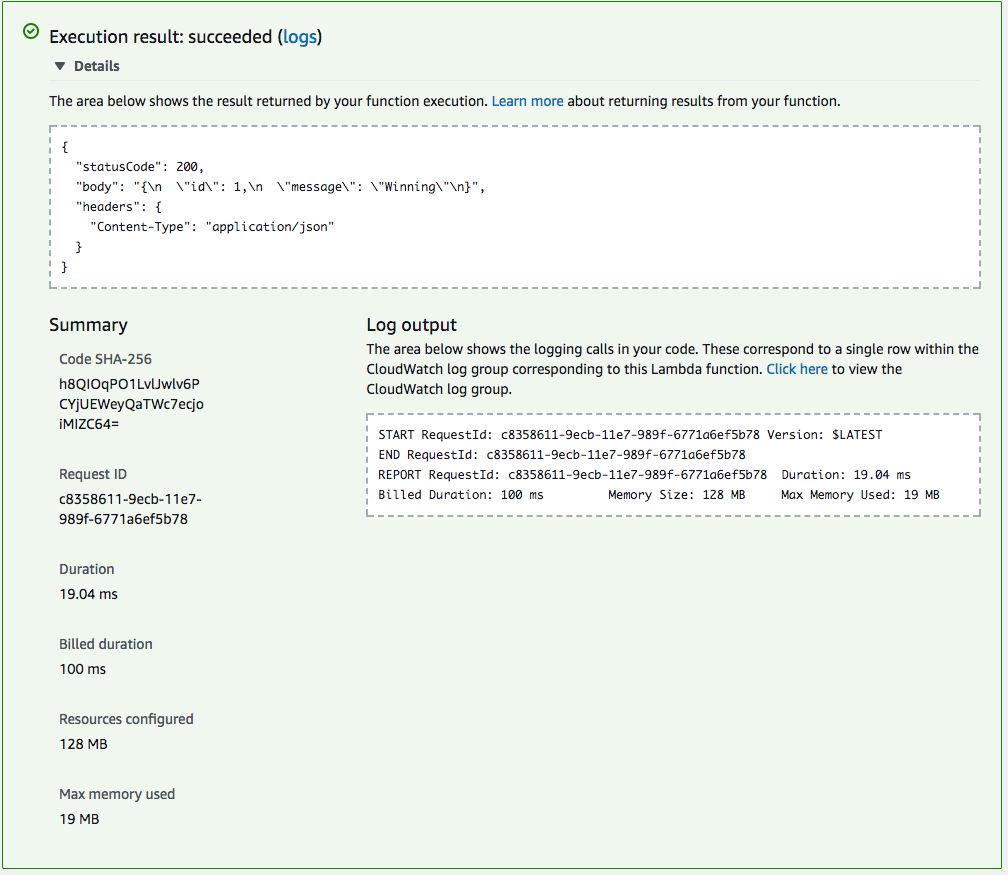 Execution result: succeeded (logs)
Details
The area below shows the result returned by your function execution. Learn more about returning results from your function.
{
  "statusCode": 200,
  "body": "{\n  \"id\": 1,\n  \"message\": \"Winning\"\n}",
  "headers": {
    "Content-Type": "application/json"
  }
}
Summary
Code SHA-256
h8QIOqPO1LvlJwlv6P
CYjUEWeyQaTWc7ecjo
iMIZC64=
Request ID
c8358611-9ecb-11e7-
989f-6771a6ef5b78
Duration
19.04 ms
Billed duration
100 ms
Resources configured
128 MB
Max memory used
19 MB
Log output
The area below shows the logging calls in your code. These correspond to a single row within the
CloudWatch log group corresponding to this Lambda function. Click here to view the
CloudWatch log group.
START RequestId: c8358611-9ecb-11e7-989f-6771a6ef5b78 Version: $LATEST
END RequestId: c8358611-9ecb-11e7-989f-6771a6ef5b78
REPORT RequestId: c8358611-9ecb-11e7-989f-6771a6ef5b78  Duration: 19.04 ms
Billed Duration: 100 ms         Memory Size: 128 MB     Max Memory Used: 19 MB